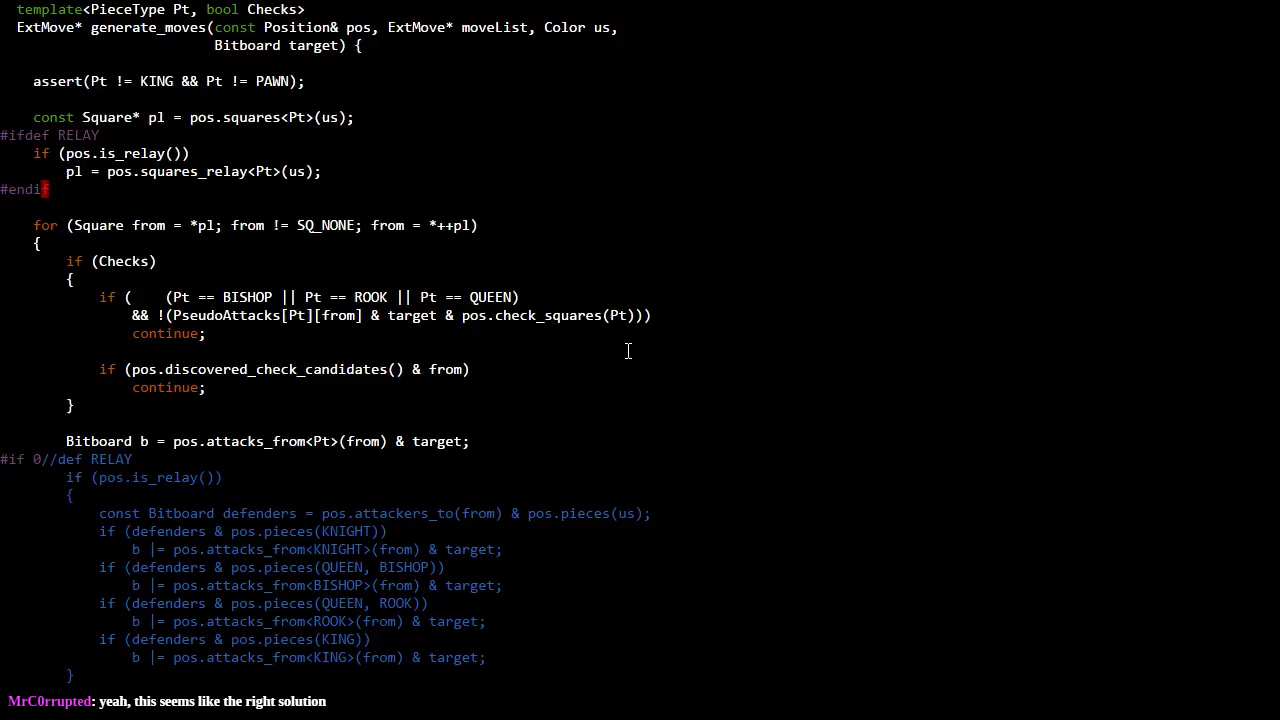 template<PieceType Pt, bool Checks>
ExtMove* generate_moves(const Position& pos, ExtMove* moveList, Color us,
                        Bitboard target) {

  assert(Pt != KING && Pt != PAWN);

  const Square* pl = pos.squares<Pt>(us);
#ifdef RELAY
    if (pos.is_relay())
        pl = pos.squares_relay<Pt>(us);
#endif

    for (Square from = *pl; from != SQ_NONE; from = *++pl)
    {
        if (Checks)
        {
            if (    (Pt == BISHOP || Pt == ROOK || Pt == QUEEN)
                && !(PseudoAttacks[Pt][from] & target & pos.check_squares(Pt)))
                continue;

            if (pos.discovered_check_candidates() & from)
                continue;
        }

        Bitboard b = pos.attacks_from<Pt>(from) & target;
#if 0//def RELAY
        if (pos.is_relay())
        {
            const Bitboard defenders = pos.attackers_to(from) & pos.pieces(us);
            if (defenders & pos.pieces(KNIGHT))
                b |= pos.attacks_from<KNIGHT>(from) & target;
            if (defenders & pos.pieces(QUEEN, BISHOP))
                b |= pos.attacks_from<BISHOP>(from) & target;
            if (defenders & pos.pieces(QUEEN, ROOK))
                b |= pos.attacks_from<ROOK>(from) & target;
            if (defenders & pos.pieces(KING))
                b |= pos.attacks_from<KING>(from) & target;
        }
MrC0rrupted: yeah, this seems like the right solution